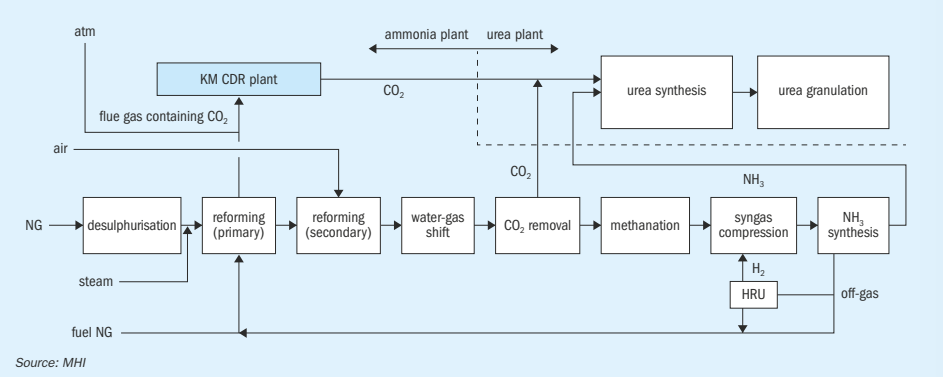 atm
ammonia plant
urea plant
KM CDR plant
CO₂
urea synthesis
urea granulation
flue gas containing CO₂
air
CO₂
NH₃
NG
desulphurisation
reforming
(primary)
reforming
(secondary)
water-gas
shift
CO₂ removal
methanation
syngas
compression
NH₃
synthesis
steam
H₂
HRU
off-gas
fuel NG
Source: MHI